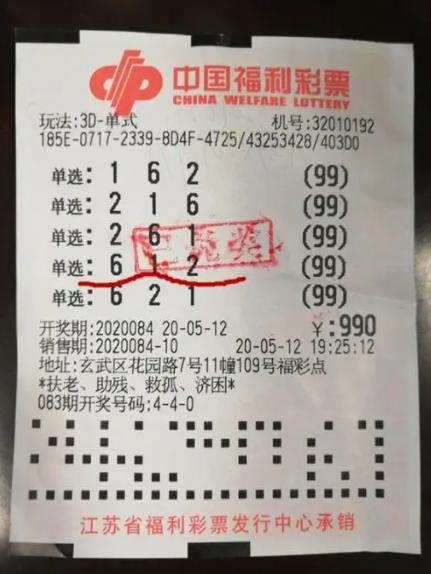 中国福利彩票
CHINA WELFARE LOTTERY
玩法:3D-单式 机号:32010192
185E-0717-2339-8D4F-4725/43253428/403D0
单选: 1 6 2 (99)
单选: 2 1 6 (99)
单选: 2 6 1 (99)
已兑奖
单选: 6 1 2 (99)
单选: 6 2 1 (99)
开奖期:2020084 20-05-12 ¥:990
销售期:2020084-10 20-05-12 19:25:12
地址:玄武区花园路7号11幢109号福彩点
*扶老、助残、救孤、济困*
083期开奖号码:4-4-0
江苏省福利彩票发行中心承销